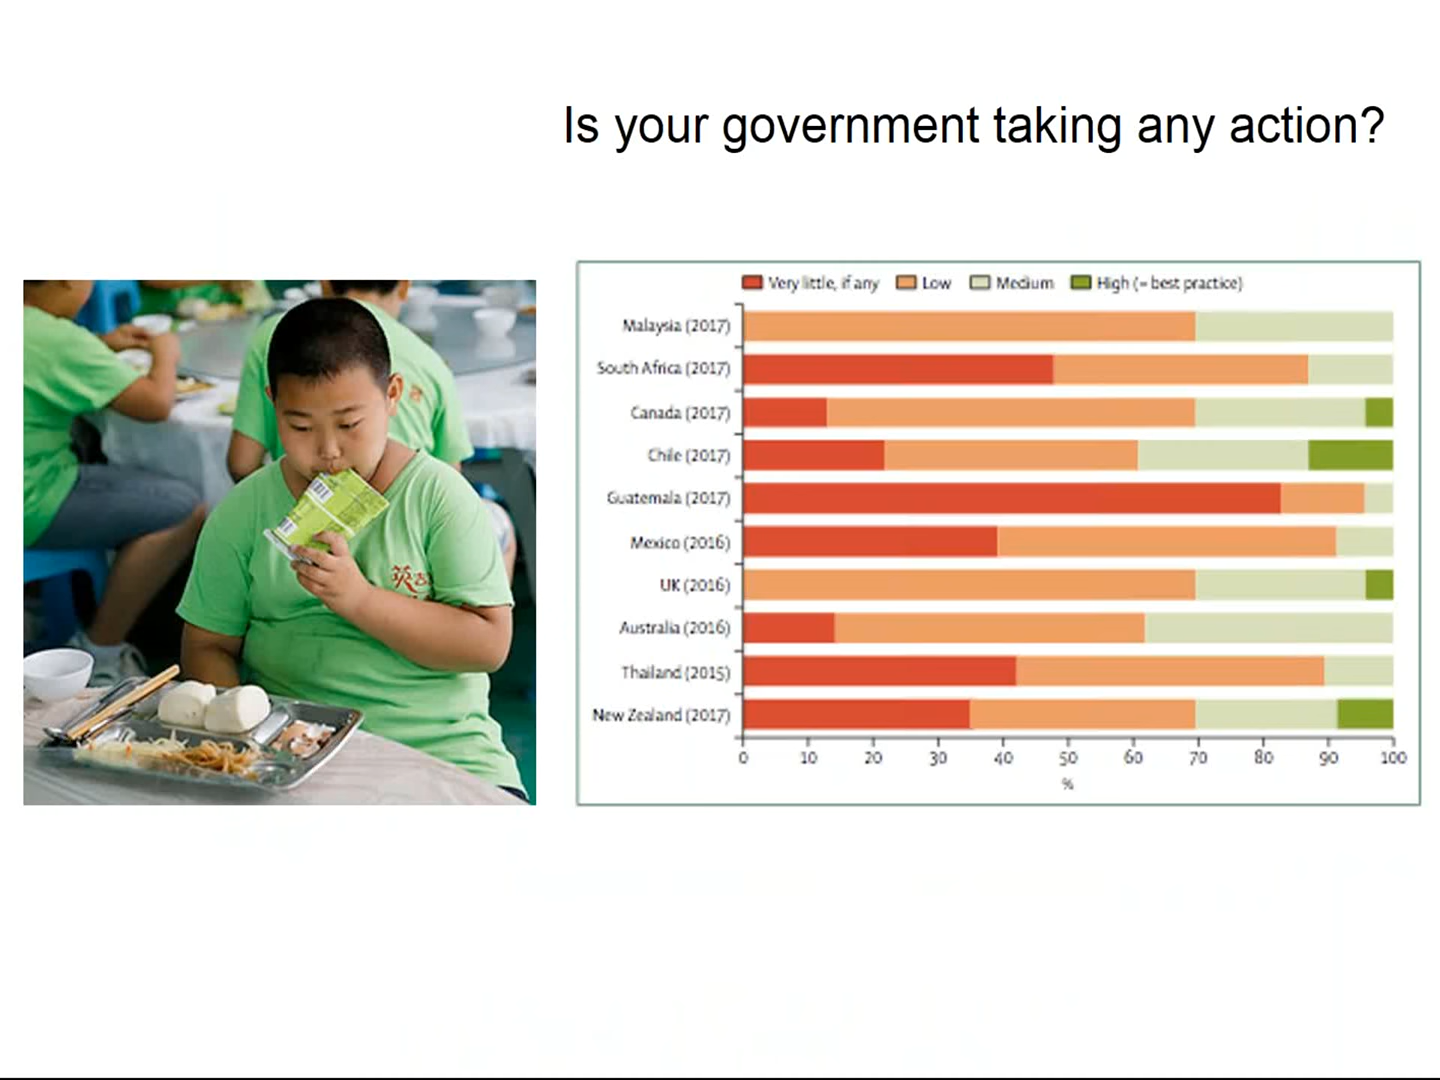 Is your government taking any action?
Very little, if any Low Medium High (= best practice)
Malaysia (2017)
South Africa (2017)
Canada (2017)
Chile (2017)
Guatemala (2017)
Mexico (2016)
UK (2016)
Australia (2016)
Thailand (2015)
New Zealand (2017)
0 10 20 30 40 50 60 70 80 90 100
%
英吉